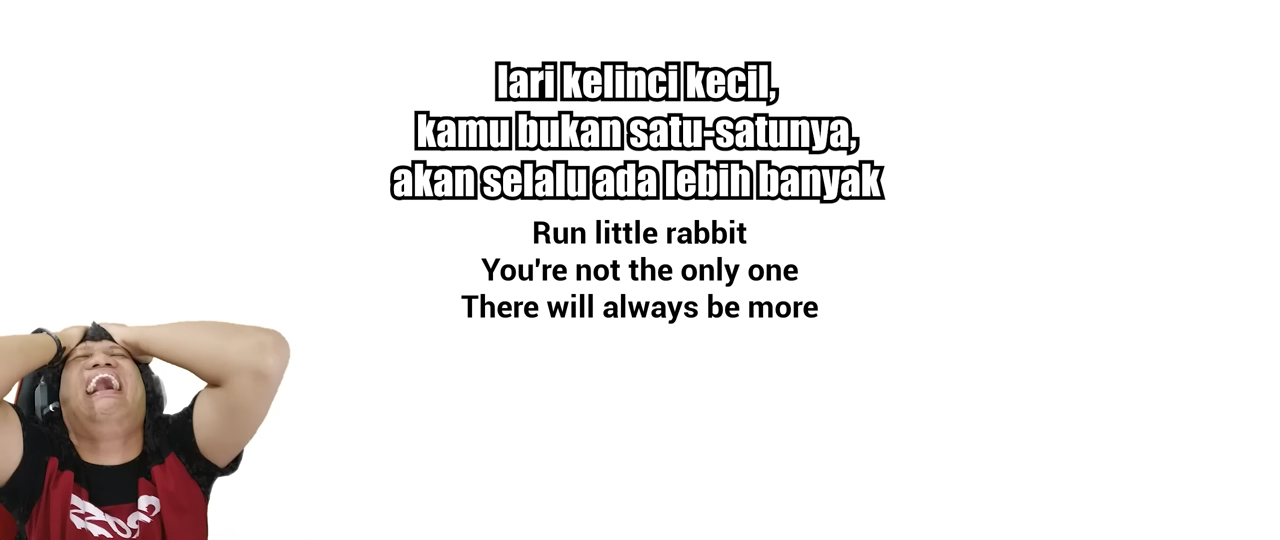 lari kelinci kecil,
kamu bukan satu-satunya,
akan selalu ada lebih banyak
Run little rabbit
You're not the only one
There will always be more